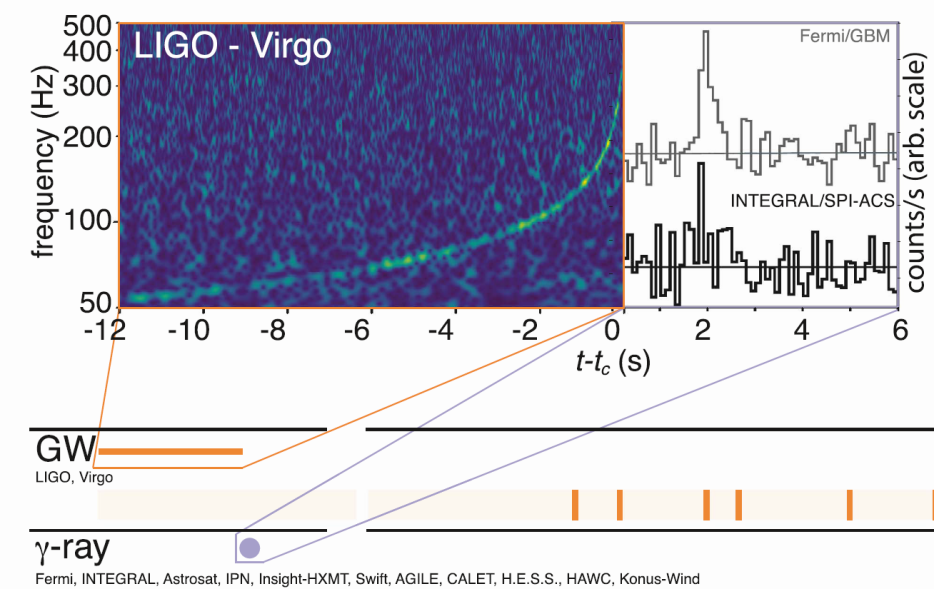 LIGO - Virgo
Fermi/GBM
INTEGRAL/SPI-ACS
frequency (Hz)
500
400
300
200
100
50
counts/s (arb. scale)
-12 -10 -8 -6 -4 -2 0 2 4 6
t-tc (s)
GW
LIGO, Virgo
γ-ray
Fermi, INTEGRAL, Astrosat, IPN, Insight-HXMT, Swift, AGILE, CALET, H.E.S.S., HAWC, Konus-Wind